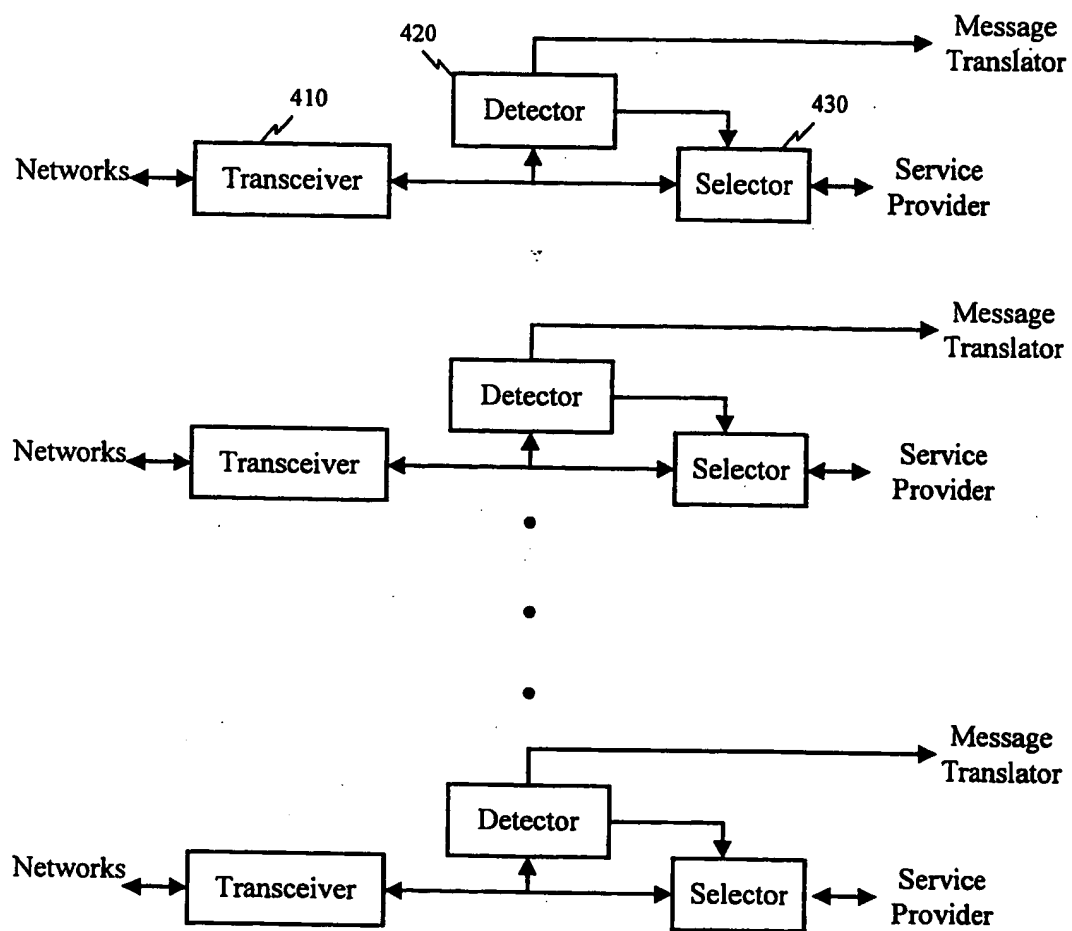 420
Message
Translator
Detector
410
430
Networks
Transceiver
Selector
Service
Provider
Message
Translator
Detector
Networks
Transceiver
Selector
Service
Provider
Message
Translator
Detector
Networks
Transceiver
Selector
Service
Provider